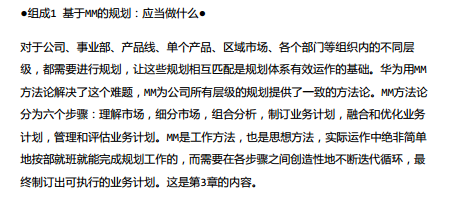 ●组成1 基于MM的规划：应当做什么●
对于公司、事业部、产品线、单个产品、区域市场、各个部门等组织内的不同层
级，都需要进行规划，让这些规划相互匹配是规划体系有效运作的基础。华为用MM
方法论解决了这个难题，MM为公司所有层级的规划提供了一致的方法论。MM方法论
分为六个步骤：理解市场，细分市场，组合分析，制订业务计划，融合和优化业务
计划，管理和评估业务计划。MM是工作方法，也是思想方法，实际运作中绝非简单
地按部就班就能完成规划工作的，而需要在各步骤之间创造性地不断迭代循环，最
终制订出可执行的业务计划。这是第3章的内容。